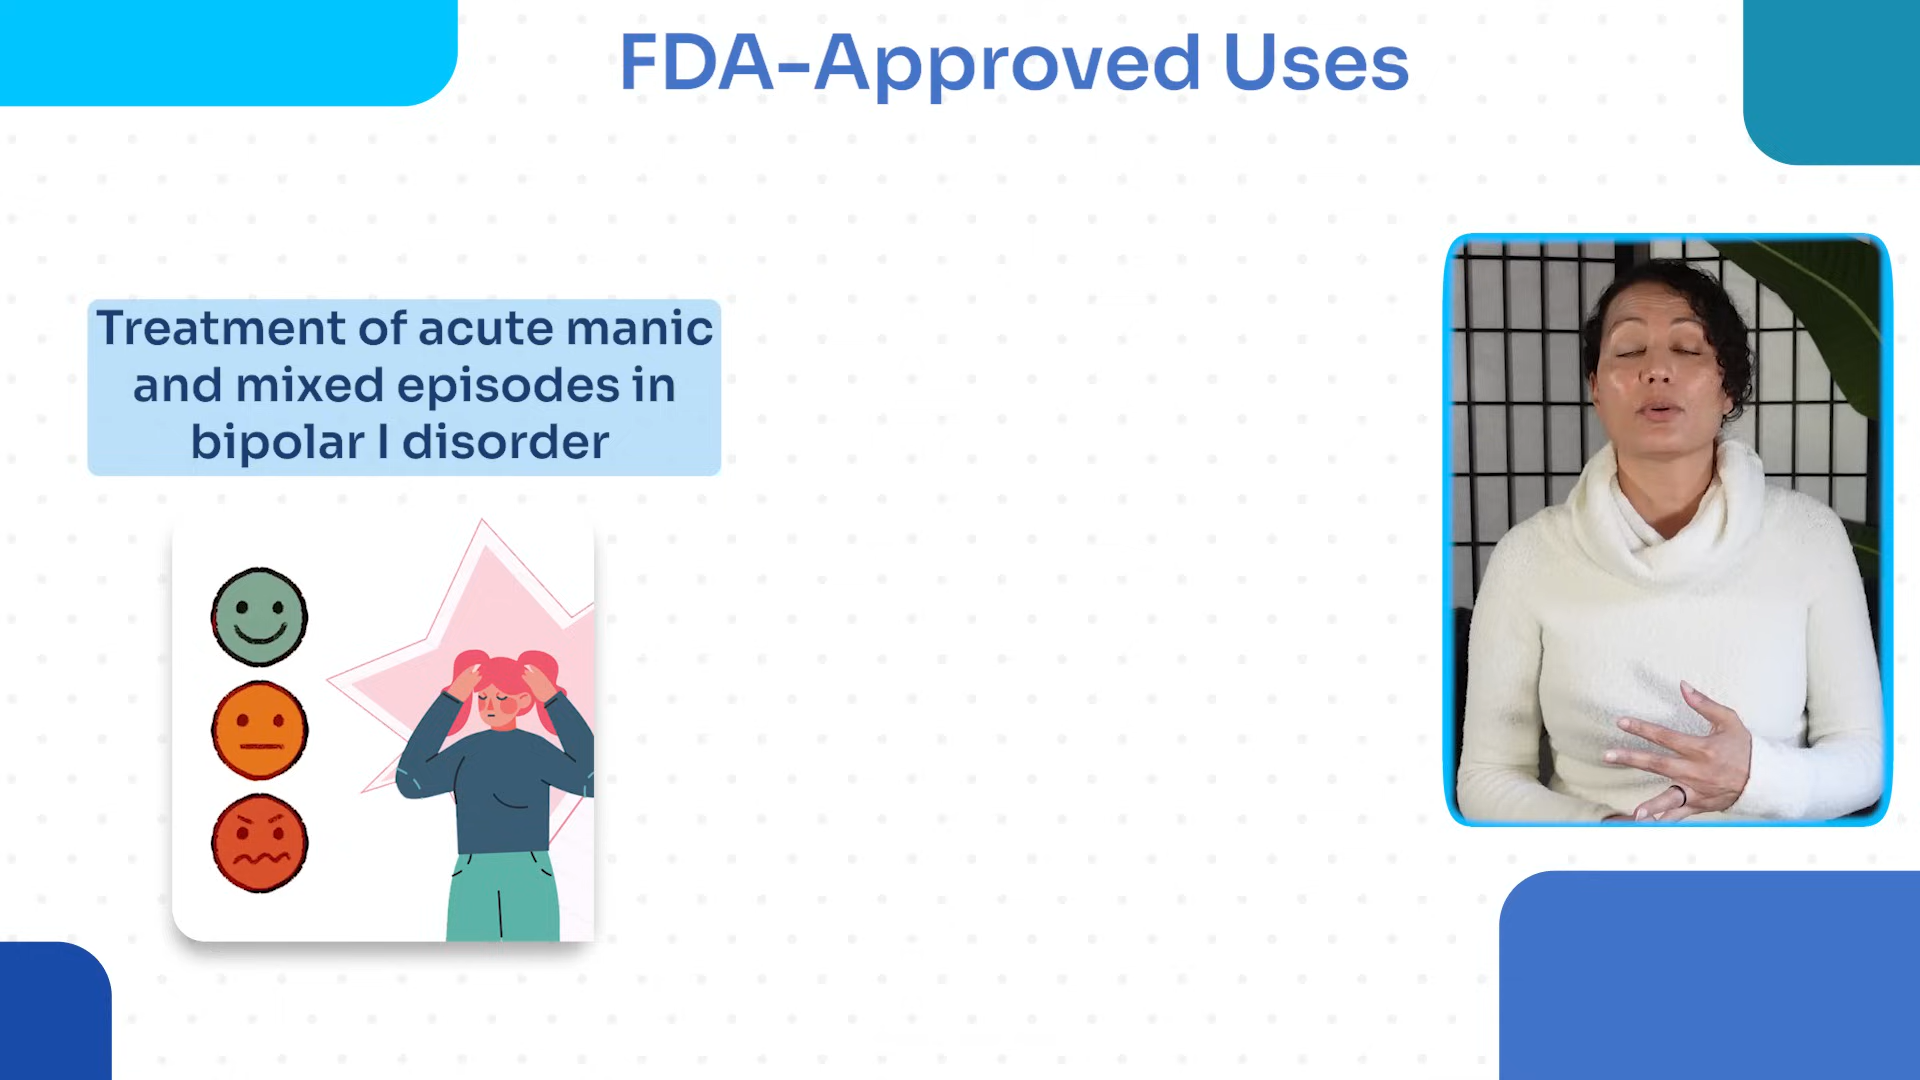 FDA-Approved Uses
Treatment of acute manic
and mixed episodes in
bipolar I disorder